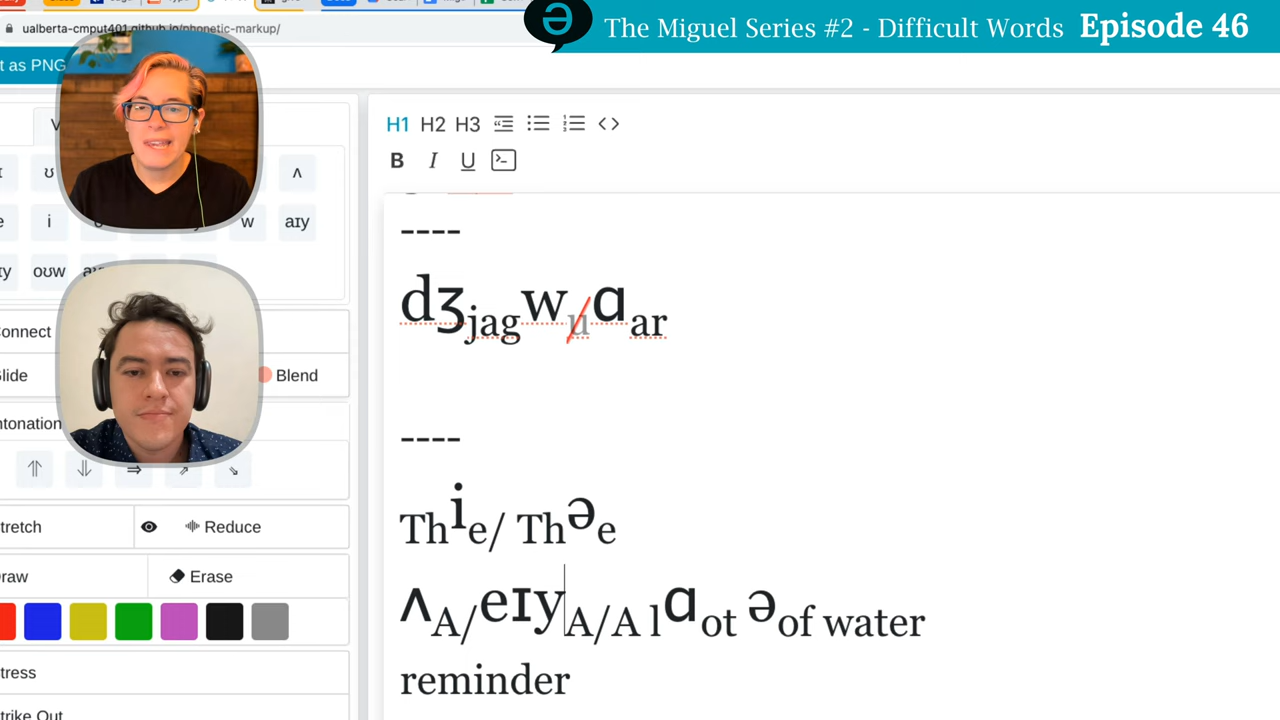 ə The Miguel Series #2 - Difficult Words Episode 46
ualberta-cmput401.github.io/phonetic-markup/
t as PNG
H1 H2 H3
B I U
ʊ ʌ
e i w aɪy
ɪy oʊw
onnect
lide Blend
ntonation
⇑ ⇓ ⇒ ⇗ ⇘
tretch Reduce
raw Erase
tress
trike Out
----
dʒjagwuɑar
----
Thie/ Thəe
ʌA/eɪyA/A lɑot əof water
reminder